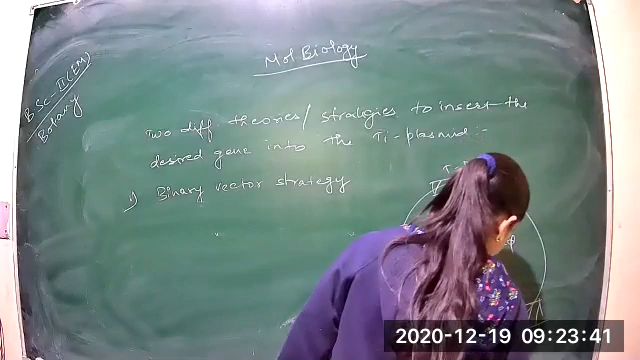 B.Sc-II (EM)
Botany
Mol. Biology
Two diff theories/ strategies to insert the
desired gene into the Ti-plasmid :-
1) Binary vector strategy
2020-12-19 09:23:41